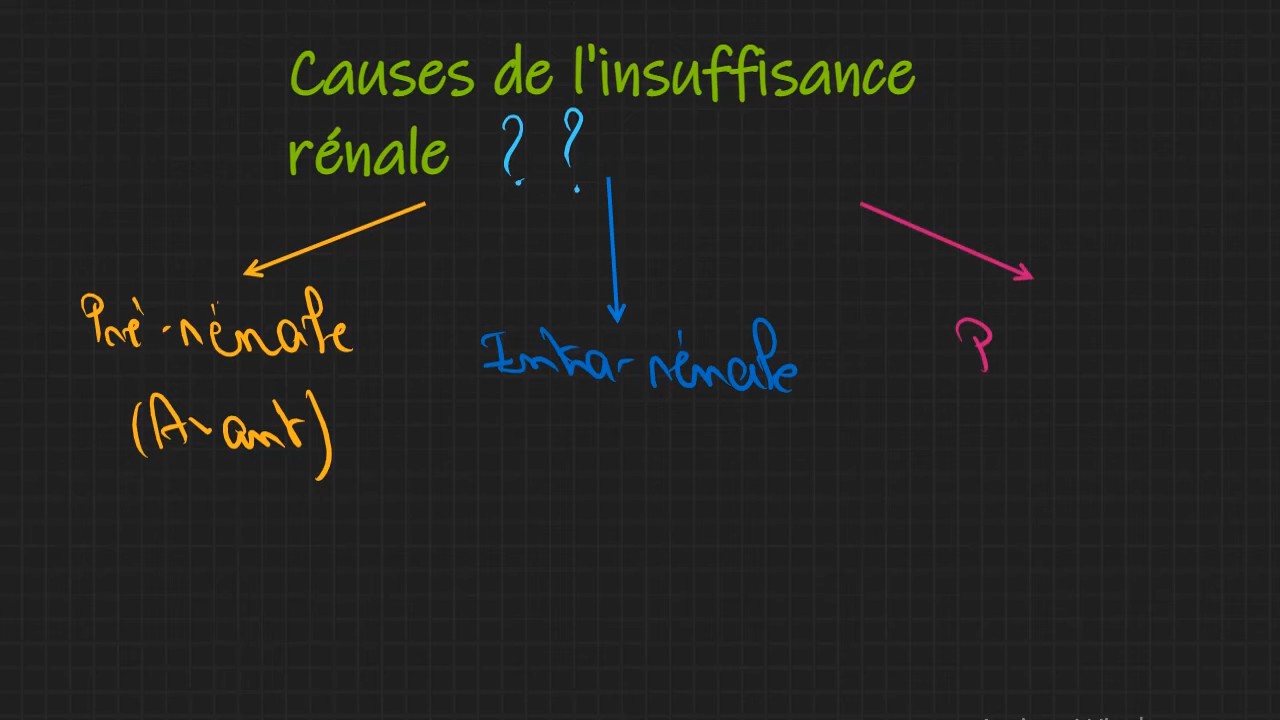 Causes de l'insuffisance
rénale ? ?
Pré-rénale
(Avant)
Intra-rénale
P